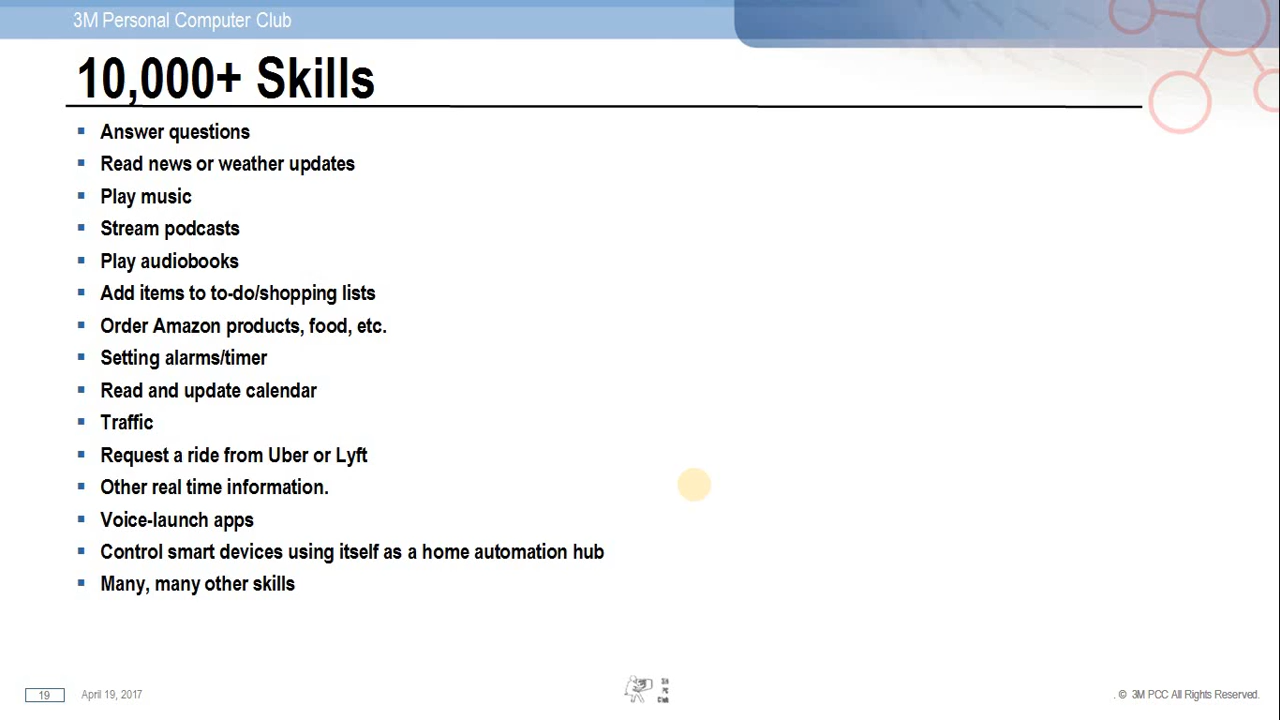 3M Personal Computer Club
10,000+ Skills
Answer questions
Read news or weather updates
Play music
Stream podcasts
Play audiobooks
Add items to to-do/shopping lists
Order Amazon products, food, etc.
Setting alarms/timer
Read and update calendar
Traffic
Request a ride from Uber or Lyft
Other real time information.
Voice-launch apps
Control smart devices using itself as a home automation hub
Many, many other skills
19
April 19, 2017
. © 3M PCC All Rights Reserved.